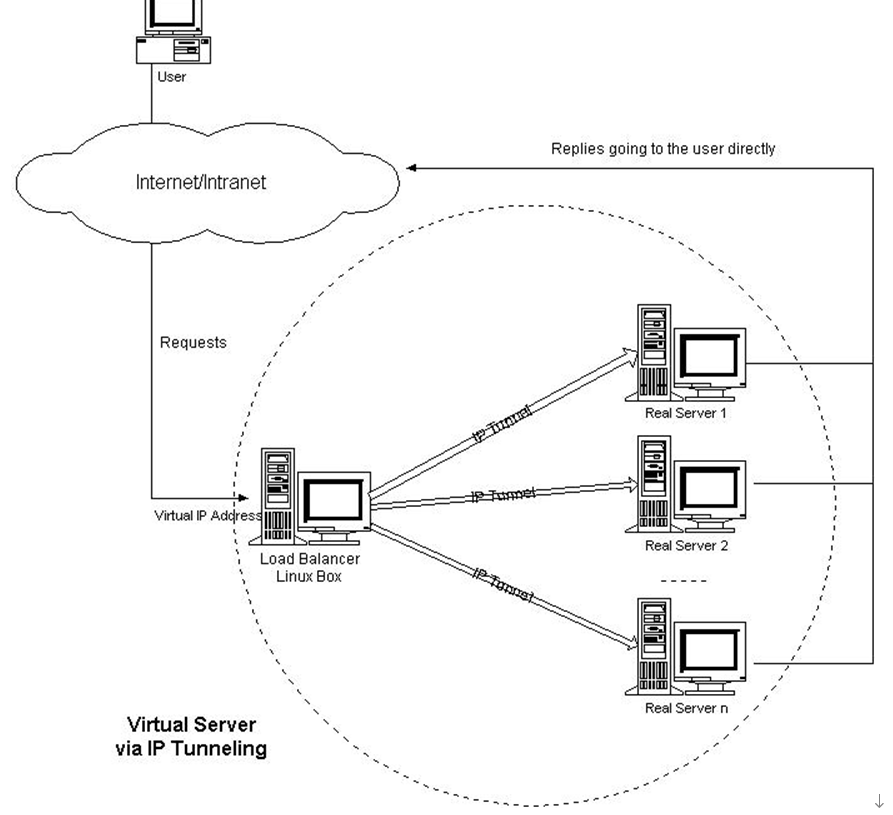 User
Internet/Intranet
Replies going to the user directly
Requests
Virtual IP Address
Load Balancer
Linux Box
IP Tunnel
IP Tunnel
IP Tunnel
Real Server 1
Real Server 2
Real Server n
Virtual Server
via IP Tunneling
↓